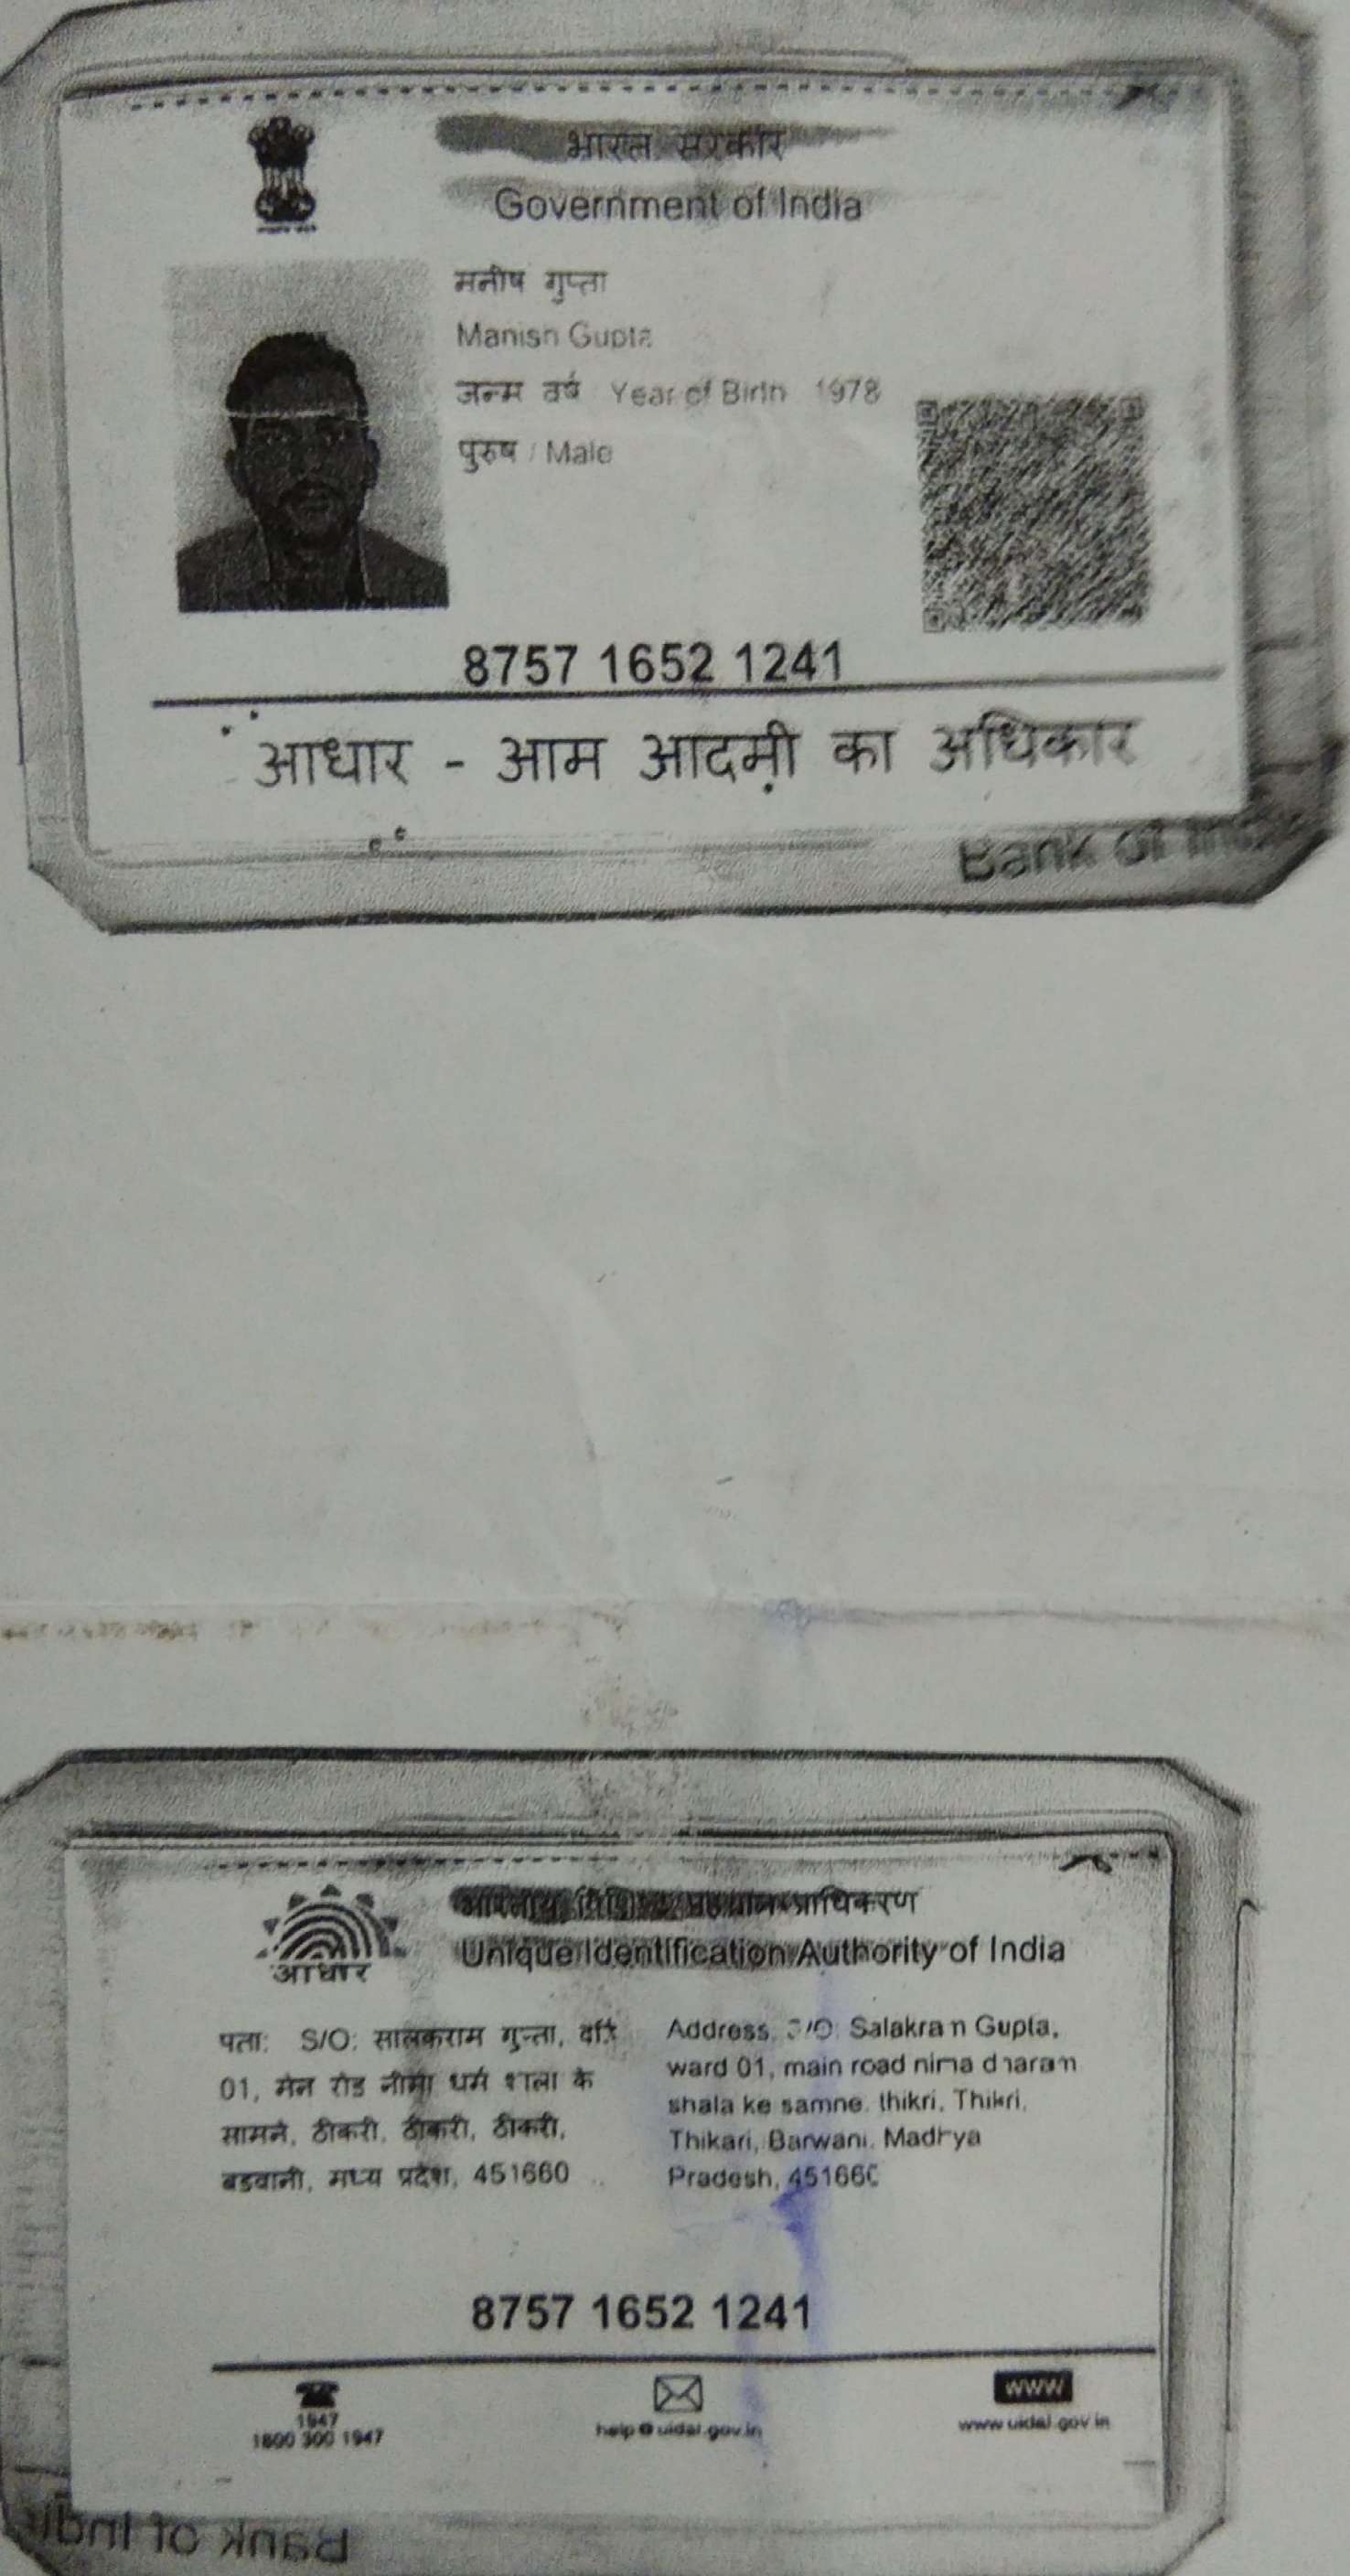 भारत सरकार
Government of India
मनीष गुप्ता
Manish Gupta
जन्म वर्ष Year of Birth 1978
पुरुष / Male
8757 1652 1241
आधार - आम आदमी का अधिकार
Bank of India
प्राधिकरण
Unique Identification Authority of India
आधार
पता: S/O: सालकराम गुप्ता,
01, मेन रोड नीमा धर्म शाला के
सामने, ठीकरी, ठीकरी, ठीकरी,
बडवानी, मध्य प्रदेश, 451660
Address S/O: Salakram Gupta,
ward 01, main road nima dharam
shala ke samne, thikri, Thikri,
Thikari, Barwani, Madhya
Pradesh, 451660
8757 1652 1241
1947
1800 300 1947
help@uidai.gov.in
www
www.uidai.gov.in
Bank of India